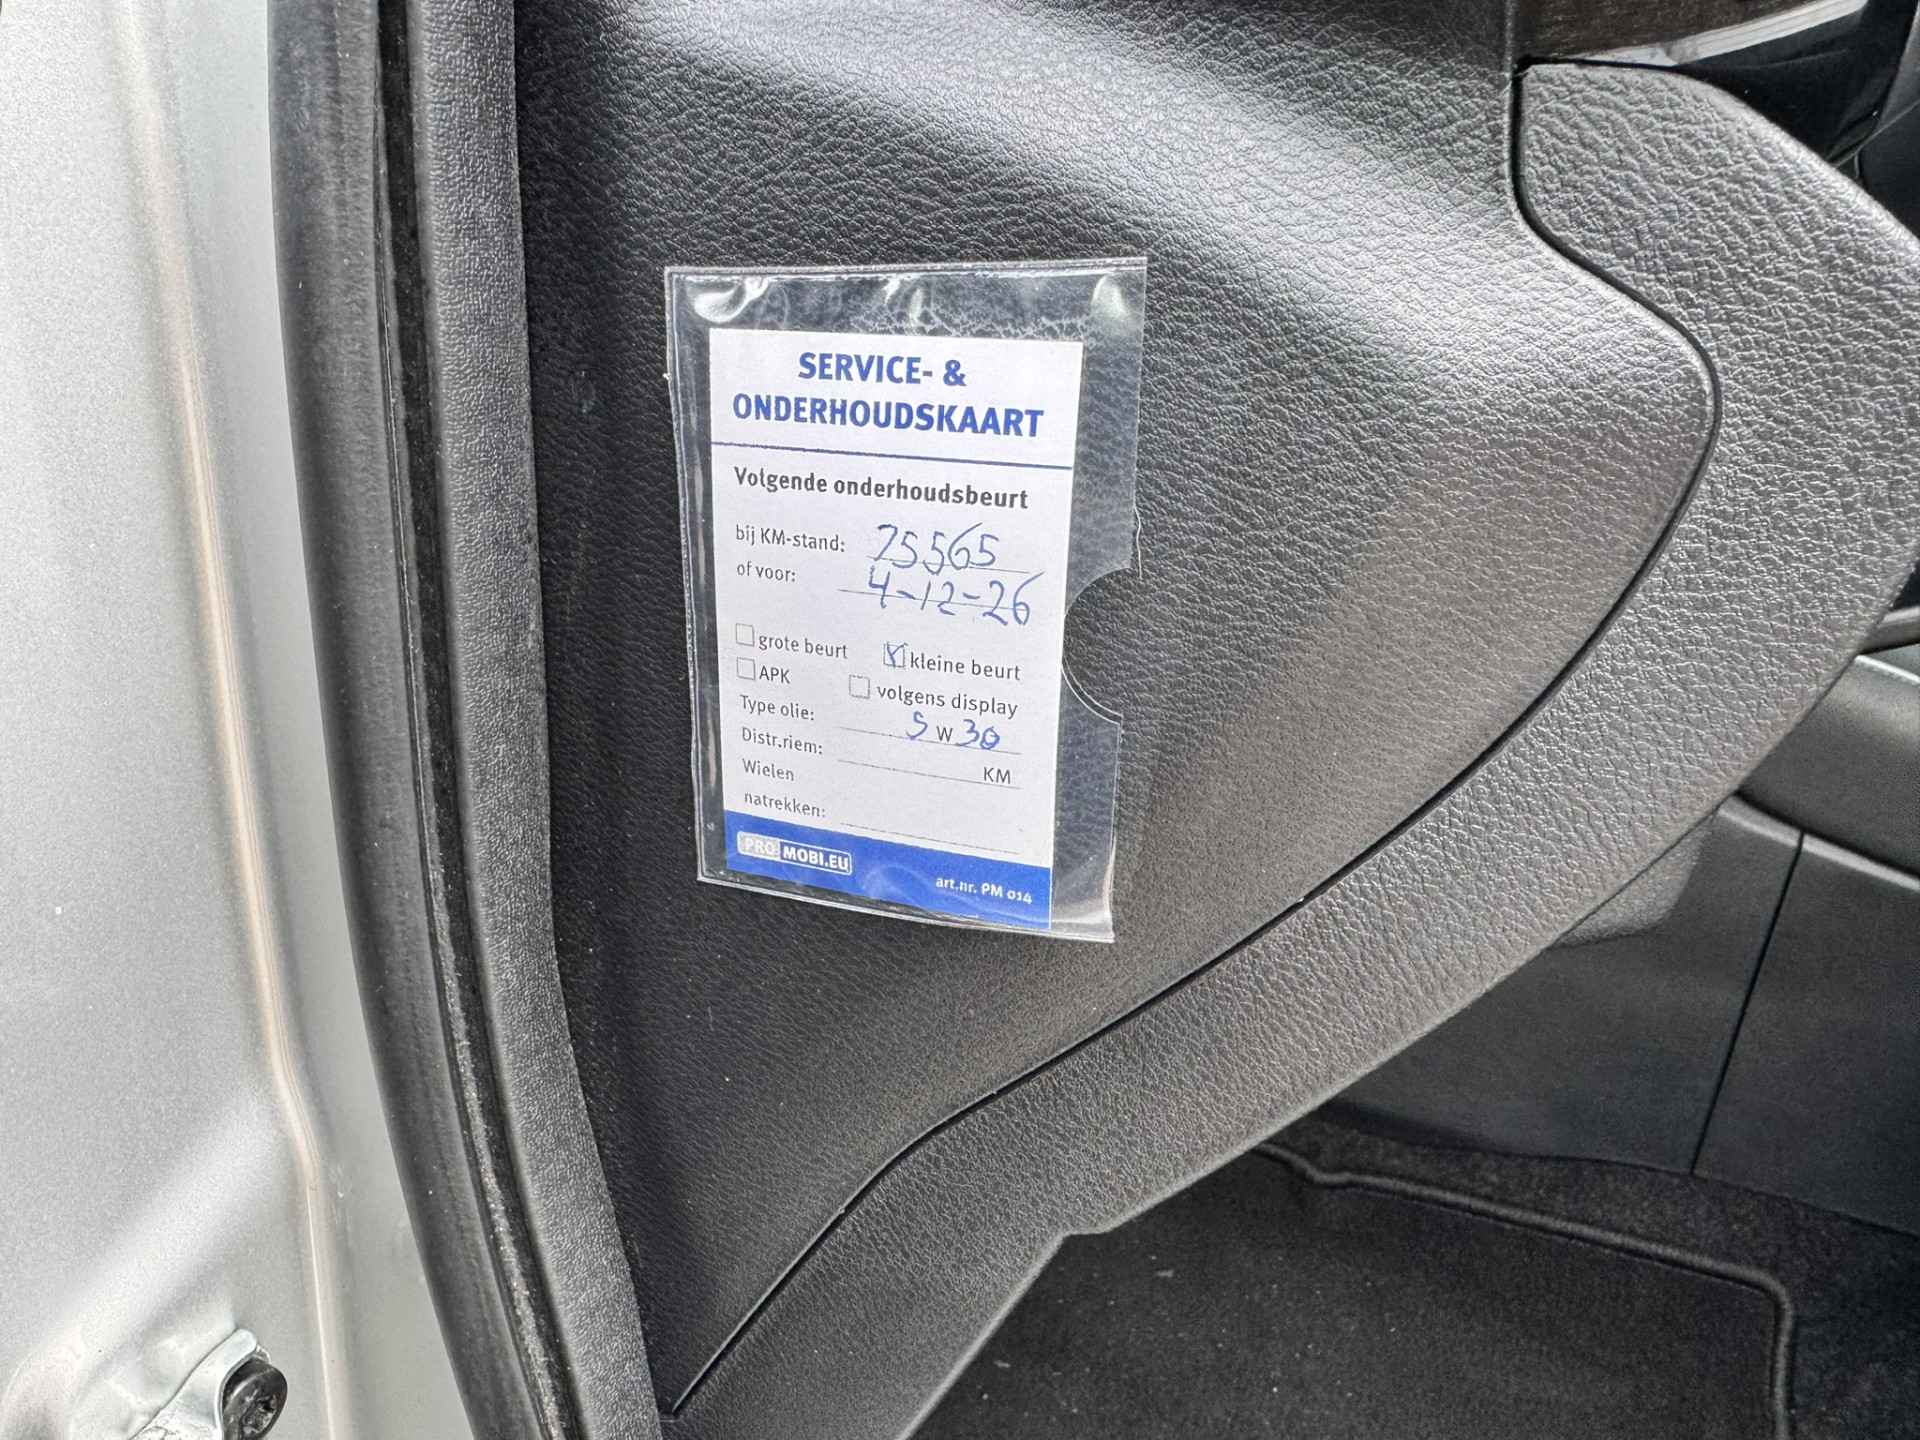 SERVICE- &
ONDERHOUDSKAART
Volgende onderhoudsbeurt
bij KM-stand: 75565
of voor: 4-12-26
grote beurt kleine beurt
APK volgens display
Type olie: 5 W 30
Distr.riem: KM
Wielen
natrekken:
PRO MOBI.EU art.nr. PM 014